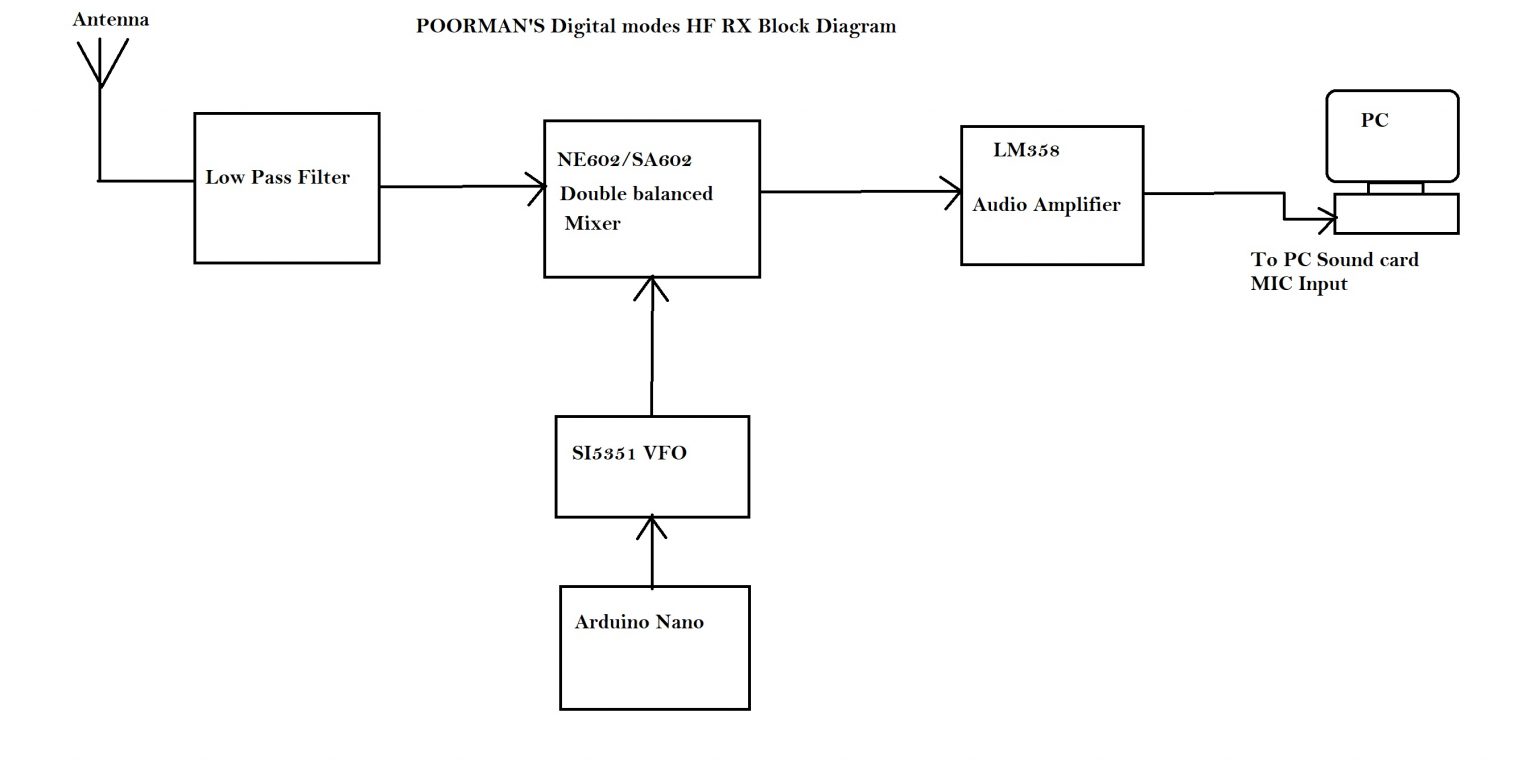 Antenna
POORMAN'S Digital modes HF RX Block Diagram
Low Pass Filter
NE602/SA602
Double balanced
Mixer
LM358
Audio Amplifier
PC
To PC Sound card
MIC Input
SI5351 VFO
Arduino Nano